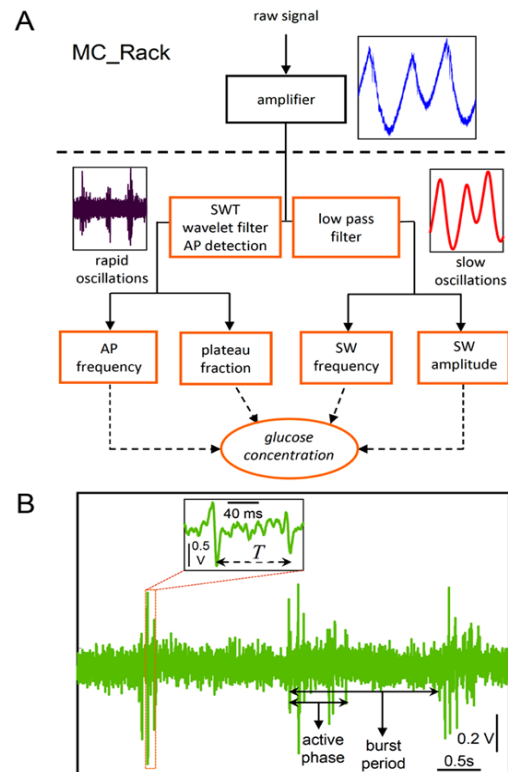 A
raw signal
MC_Rack
amplifier
SWT
wavelet filter
AP detection
low pass
filter
rapid
oscillations
slow
oscillations
AP
frequency
plateau
fraction
SW
frequency
SW
amplitude
glucose
concentration
B
40 ms
0.5
V
T
active
phase
burst
period
0.2 V
0.5s